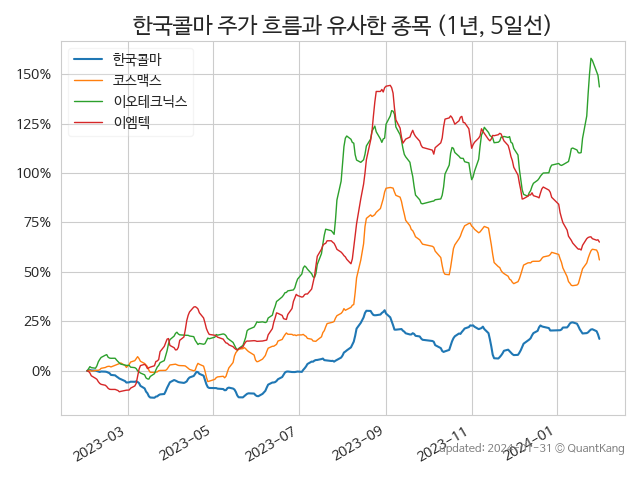 한국콜마 주가 흐름과 유사한 종목 (1년, 5일선)
한국콜마
코스맥스
이오테크닉스
이엠텍
150%
125%
100%
75%
50%
25%
0%
2023-03
2023-05
2023-07
2023-09
2023-11
2024-01
updated: 2024-01-31 © QuantKang